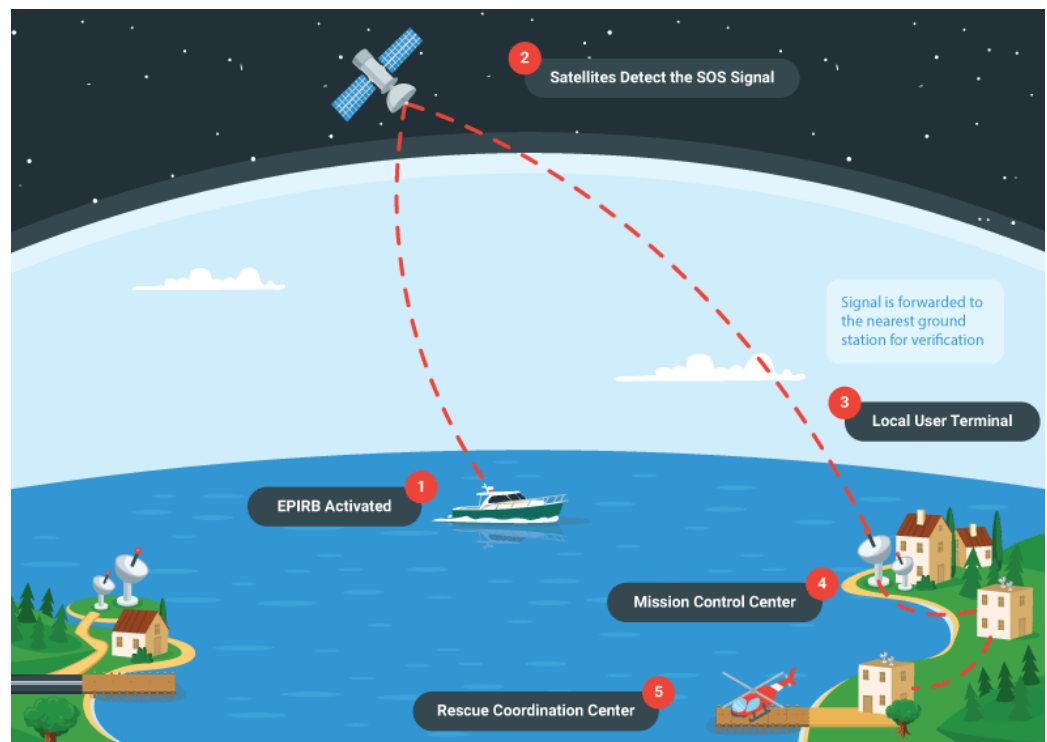 2
Satellites Detect the SOS Signal
Signal is forwarded to
the nearest ground
station for verification
3
Local User Terminal
1
EPIRB Activated
4
Mission Control Center
5
Rescue Coordination Center